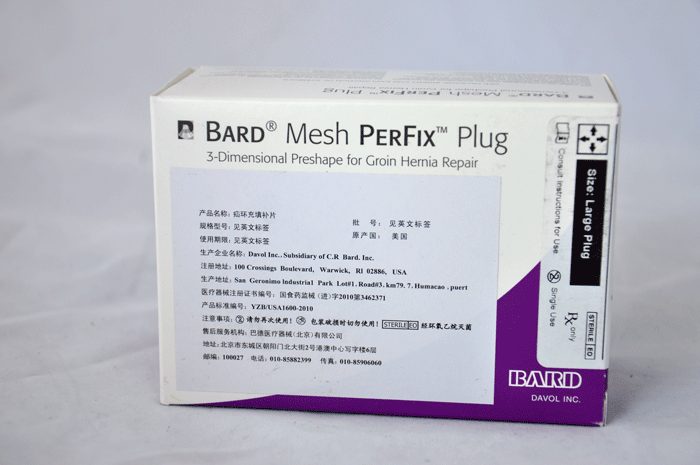 BARD® Mesh PERFIX™ Plug
BARD® Mesh PERFIX™ Plug
3-Dimensional Preshape for Groin Hernia Repair
产品名称：疝环充填补片
规格型号：见英文标签
使用期限：见英文标签
批 号： 见英文标签
原产国： 美国
生产企业名称： Davol Inc., Subsidiary of C.R Bard. Inc.
注册地址：100 Crossings Boulevard, Warwick, RI 02886, USA
生产地址： San Geronimo lndustrial Park Lot#1. Road#3. km79. 7. Humacao . puert
医疗器械注册证书编号： 国食药监械（进）字2010第3462371
产品标准编号： YZB/USA1600-2010
注意事项： 请勿再次使用！ 包装破损时切勿使用！ STERILE EO 经环氧乙烷灭菌
售后服务机构：巴德医疗器械（北京）有限公司
地址：北京市东城区朝阳门北大街2号港澳中心写字楼6层
邮编：100027 电话：010-85882399 传真：010-85906060
Size: Large Plug
Consult Instructions for Use
Single Use
Rx only
STERILE EO
BARD
DAVOL INC.